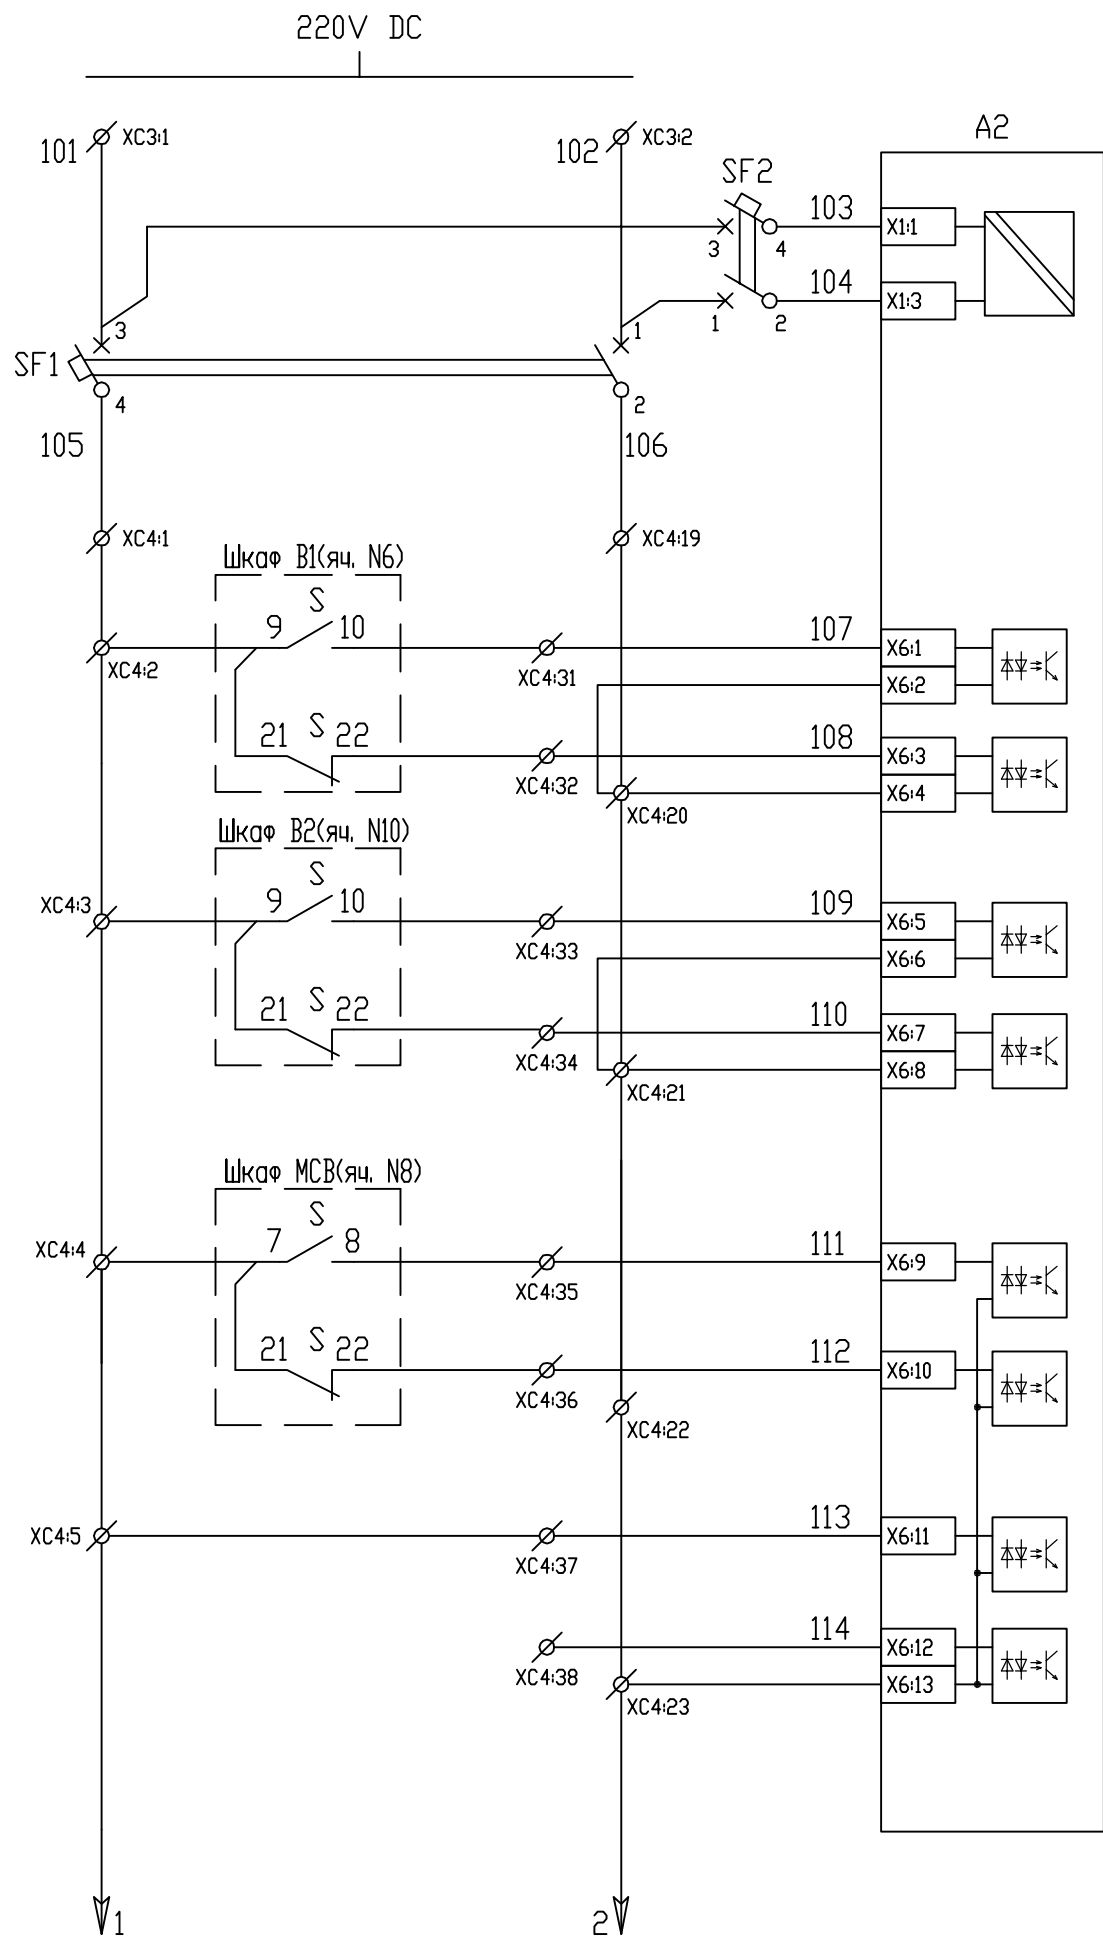 220V DC
A2
101
XC3:1
102
XC3:2
SF2
103
X1:1
3
4
104
X1:3
1
2
3
1
SF1
4
2
105
106
XC4:1
XC4:19
Шкаф В1(яч. N6)
S
9
10
107
X6:1
XC4:2
XC4:31
X6:2
21
S
22
108
X6:3
XC4:32
X6:4
XC4:20
Шкаф В2(яч. N10)
S
XC4:3
9
10
109
X6:5
XC4:33
X6:6
21
S
22
110
X6:7
XC4:34
X6:8
XC4:21
Шкаф МСВ(яч. N8)
S
XC4:4
7
8
111
X6:9
XC4:35
21
S
22
112
X6:10
XC4:36
XC4:22
XC4:5
113
X6:11
XC4:37
114
X6:12
XC4:38
X6:13
XC4:23
1
2